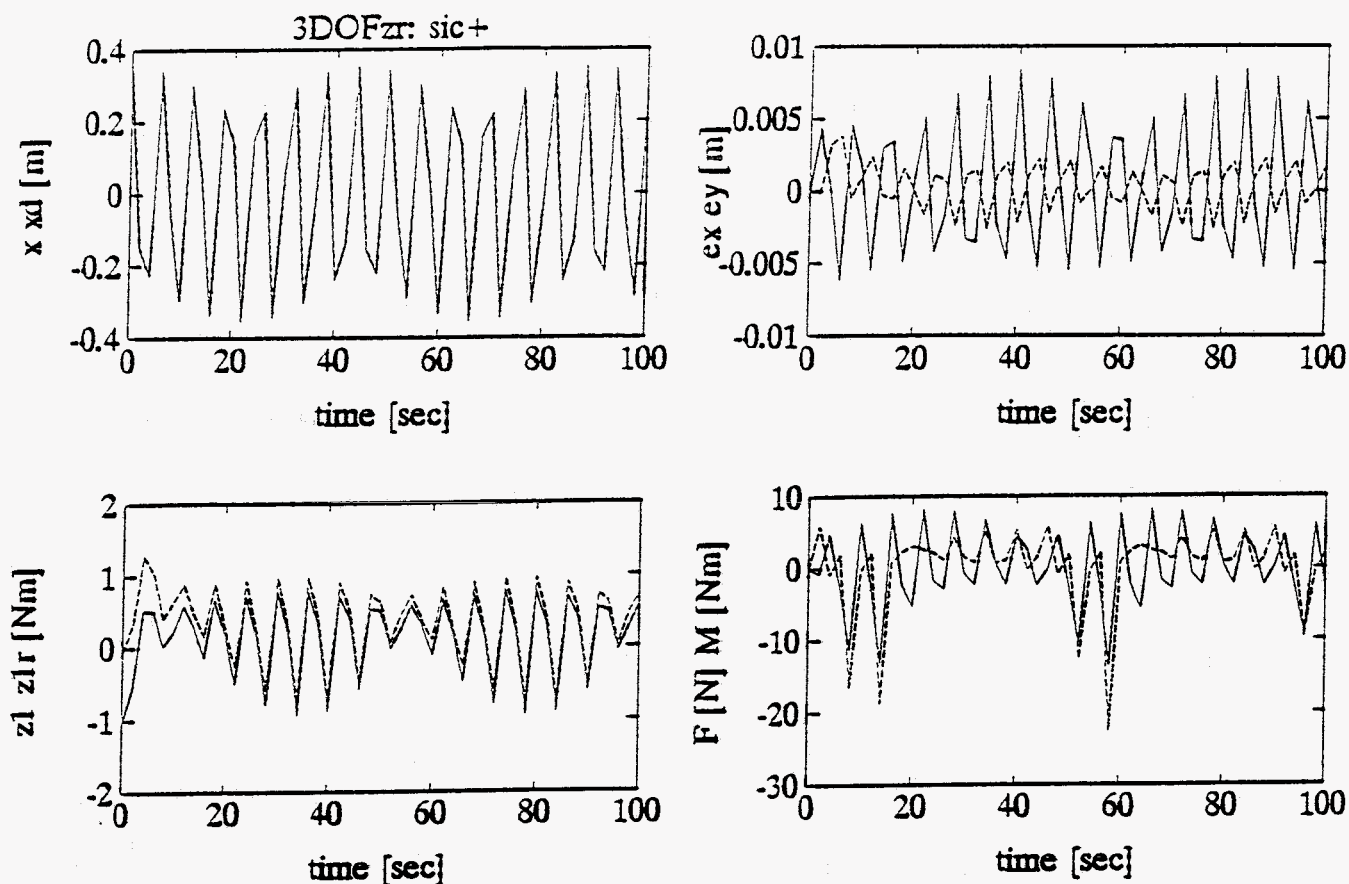 3DOFzr: sic+
x xd [m]
0.4
0.2
0
-0.2
-0.4
0 20 40 60 80 100
time [sec]
ex ey [m]
0.01
0.005
0
-0.005
-0.01
0 20 40 60 80 100
time [sec]
z1 z1r [Nm]
2
1
0
-1
-2
0 20 40 60 80 100
time [sec]
F [N] M [Nm]
10
0
-10
-20
-30
0 20 40 60 80 100
time [sec]